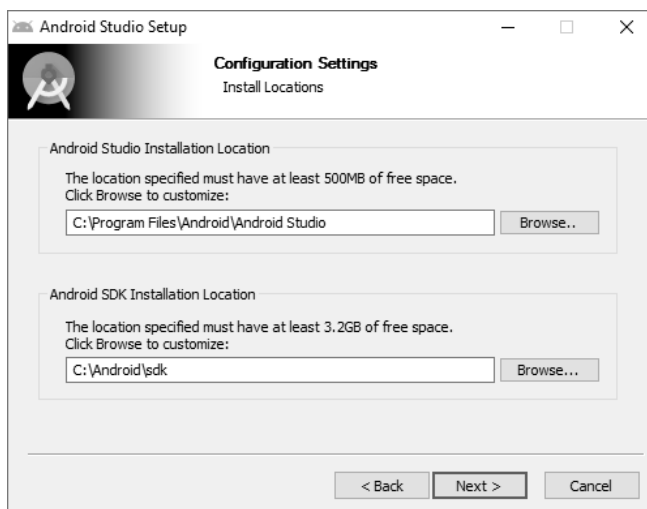 Android Studio Setup
Configuration Settings
Install Locations
Android Studio Installation Location
The location specified must have at least 500MB of free space.
Click Browse to customize:
C:\Program Files\Android\Android Studio
Browse..
Android SDK Installation Location
The location specified must have at least 3.2GB of free space.
Click Browse to customize:
C:\Android\sdk
Browse...
< Back Next > Cancel